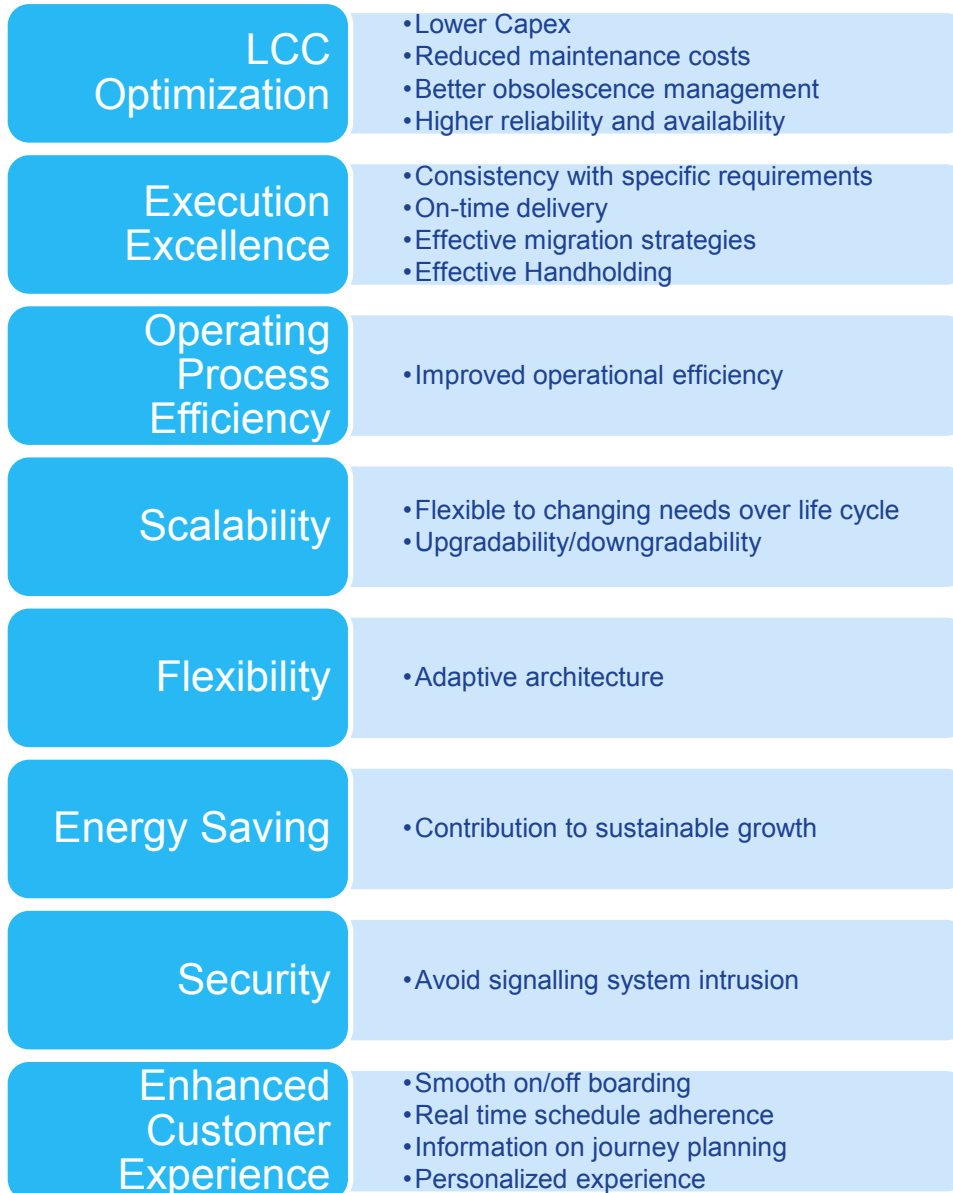 LCC
Optimization
•Lower Capex
•Reduced maintenance costs
•Better obsolescence management
•Higher reliability and availability
Execution
Excellence
•Consistency with specific requirements
•On-time delivery
•Effective migration strategies
•Effective Handholding
Operating
Process
Efficiency
•Improved operational efficiency
Scalability
•Flexible to changing needs over life cycle
•Upgradability/downgradability
Flexibility
•Adaptive architecture
Energy Saving
•Contribution to sustainable growth
Security
•Avoid signalling system intrusion
Enhanced
Customer
Experience
•Smooth on/off boarding
•Real time schedule adherence
•Information on journey planning
•Personalized experience